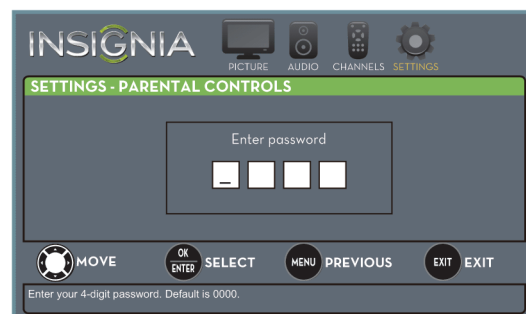 INSIGNIA
PICTURE AUDIO CHANNELS SETTINGS
SETTINGS - PARENTAL CONTROLS
Enter password
_
MOVE OK ENTER SELECT MENU PREVIOUS EXIT EXIT
Enter your 4-digit password. Default is 0000.